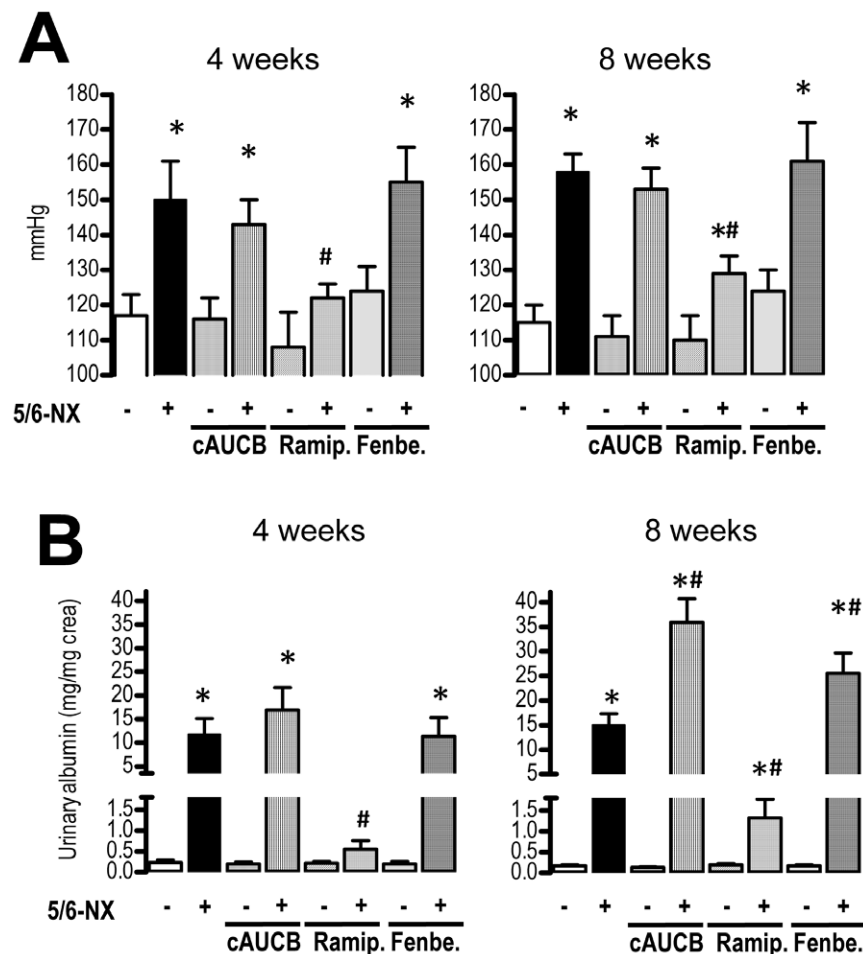 A
4 weeks 8 weeks
180 180
170 170
160 160
150 150
140 140
130 130
120 120
110 110
100 100
mmHg
* * # * * * *# *
5/6-NX - + - + - + - + - + - + - + - +
cAUCB Ramip. Fenbe. cAUCB Ramip. Fenbe.
B
4 weeks 8 weeks
40 40
35 35
30 30
25 25
20 20
15 15
10 10
5 5
1.5 1.5
1.0 1.0
0.5 0.5
0.0 0.0
Urinary albumin (mg/mg crea)
* * # * * *# *# *#
5/6-NX - + - + - + - + - + - + - + - +
cAUCB Ramip. Fenbe. cAUCB Ramip. Fenbe.